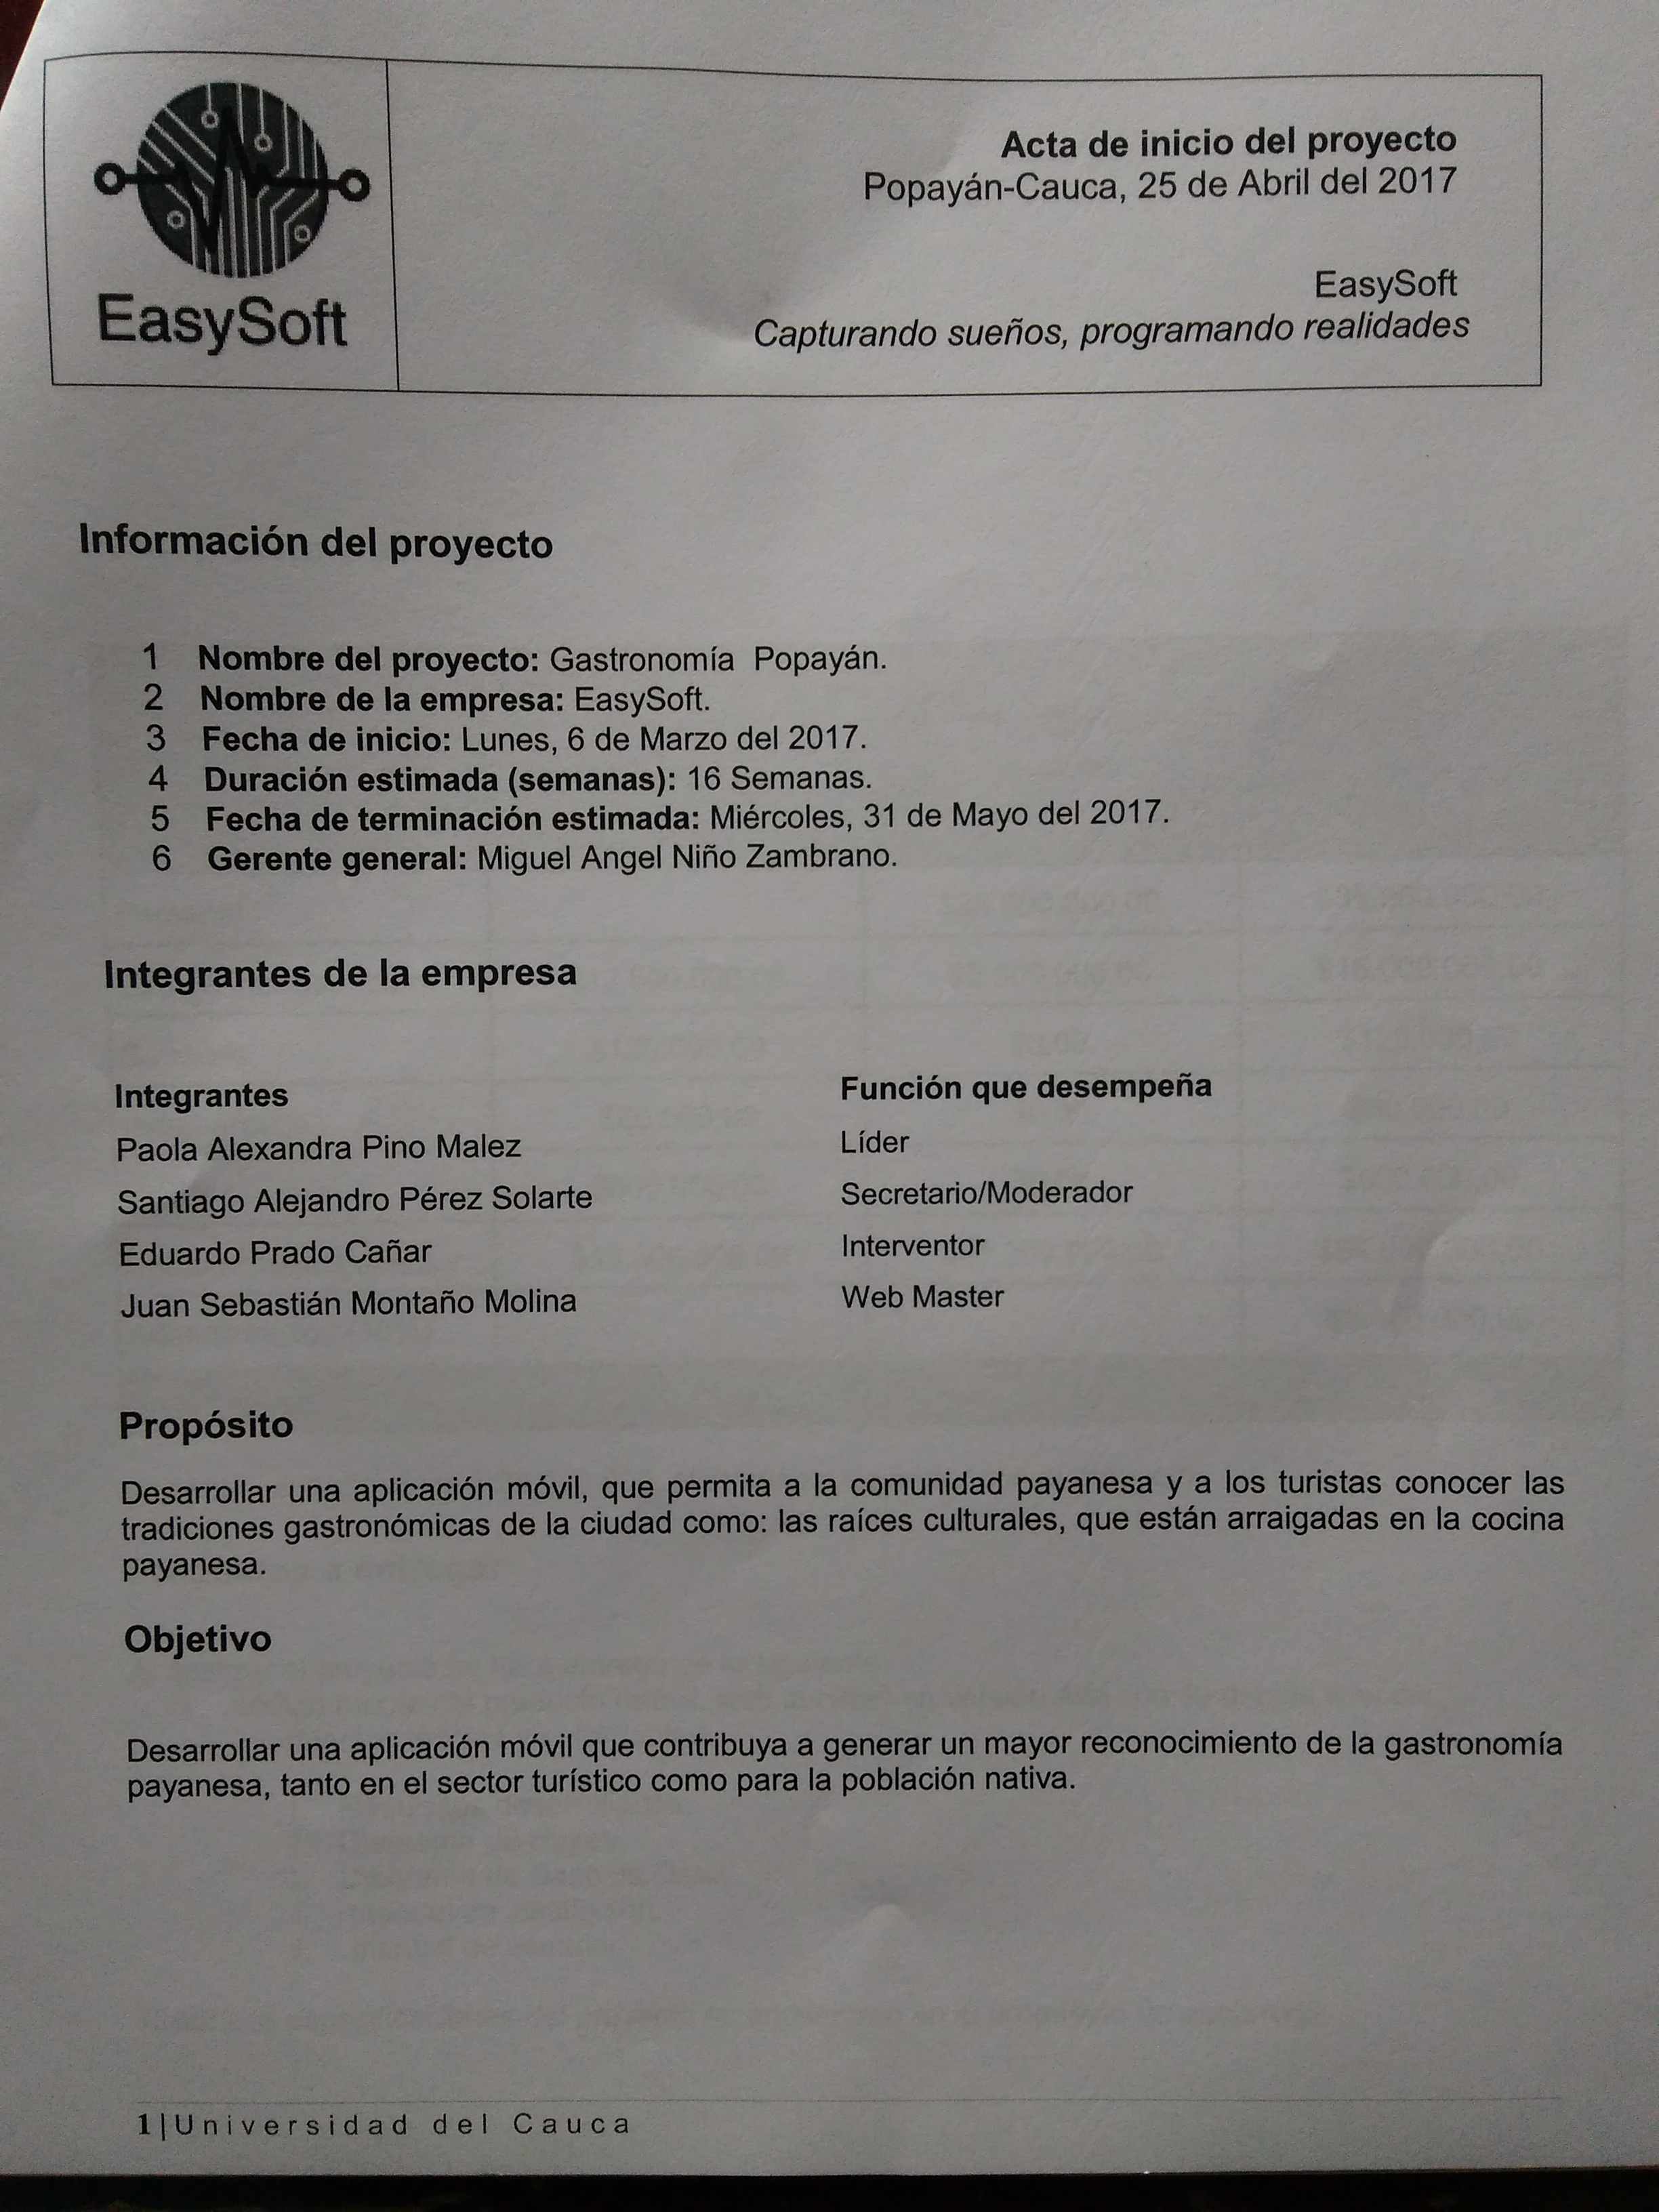 EasySoft
Acta de inicio del proyecto
Popayán-Cauca, 25 de Abril del 2017
EasySoft
Capturando sueños, programando realidades
Información del proyecto
1 Nombre del proyecto: Gastronomía Popayán.
2 Nombre de la empresa: EasySoft.
3 Fecha de inicio: Lunes, 6 de Marzo del 2017.
4 Duración estimada (semanas): 16 Semanas.
5 Fecha de terminación estimada: Miércoles, 31 de Mayo del 2017.
6 Gerente general: Miguel Angel Niño Zambrano.
Integrantes de la empresa
Integrantes Función que desempeña
Paola Alexandra Pino Malez Líder
Santiago Alejandro Pérez Solarte Secretario/Moderador
Eduardo Prado Cañar Interventor
Juan Sebastián Montaño Molina Web Master
Propósito
Desarrollar una aplicación móvil, que permita a la comunidad payanesa y a los turistas conocer las
tradiciones gastronómicas de la ciudad como: las raíces culturales, que están arraigadas en la cocina
payanesa.
Objetivo
Desarrollar una aplicación móvil que contribuya a generar un mayor reconocimiento de la gastronomía
payanesa, tanto en el sector turístico como para la población nativa.
1|Universidad del Cauca